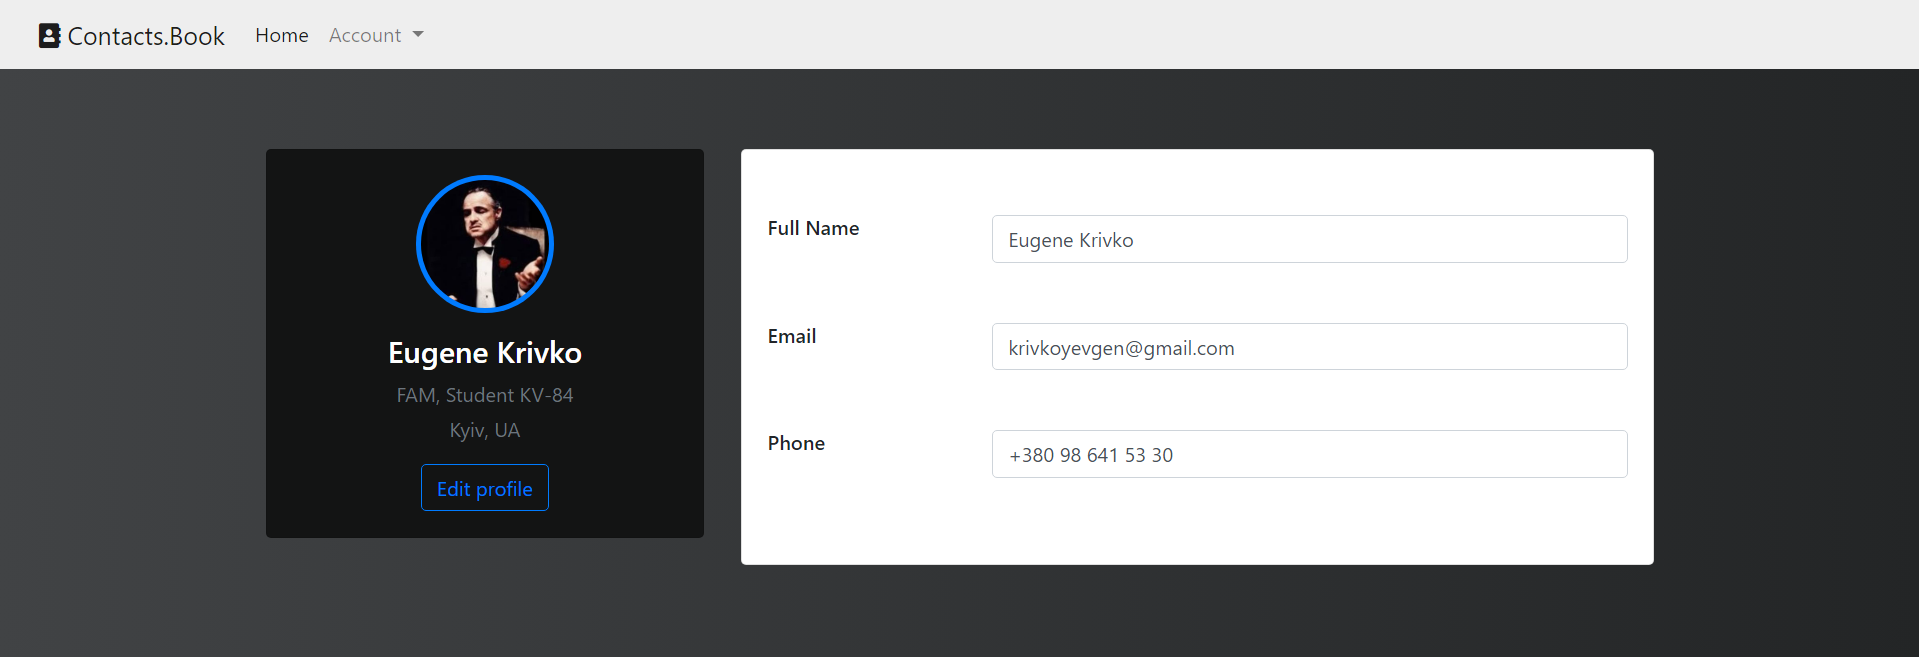 Contacts.Book Home Account
Eugene Krivko
FAM, Student KV-84
Kyiv, UA
Edit profile
Full Name Eugene Krivko
Email krivkoyevgen@gmail.com
Phone +380 98 641 53 30